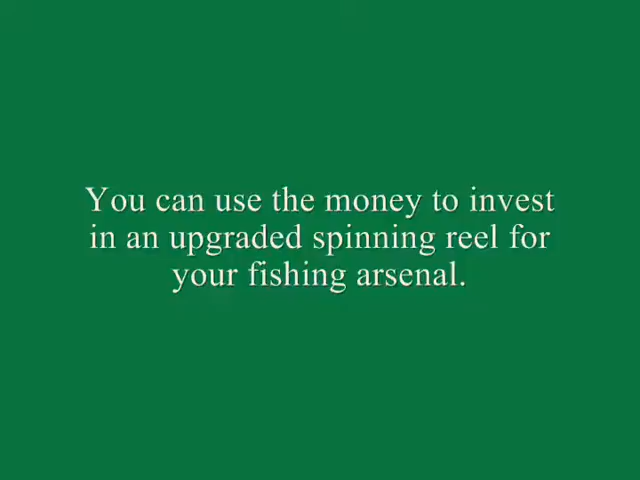 You can use the money to invest
in an upgraded spinning reel for
your fishing arsenal.